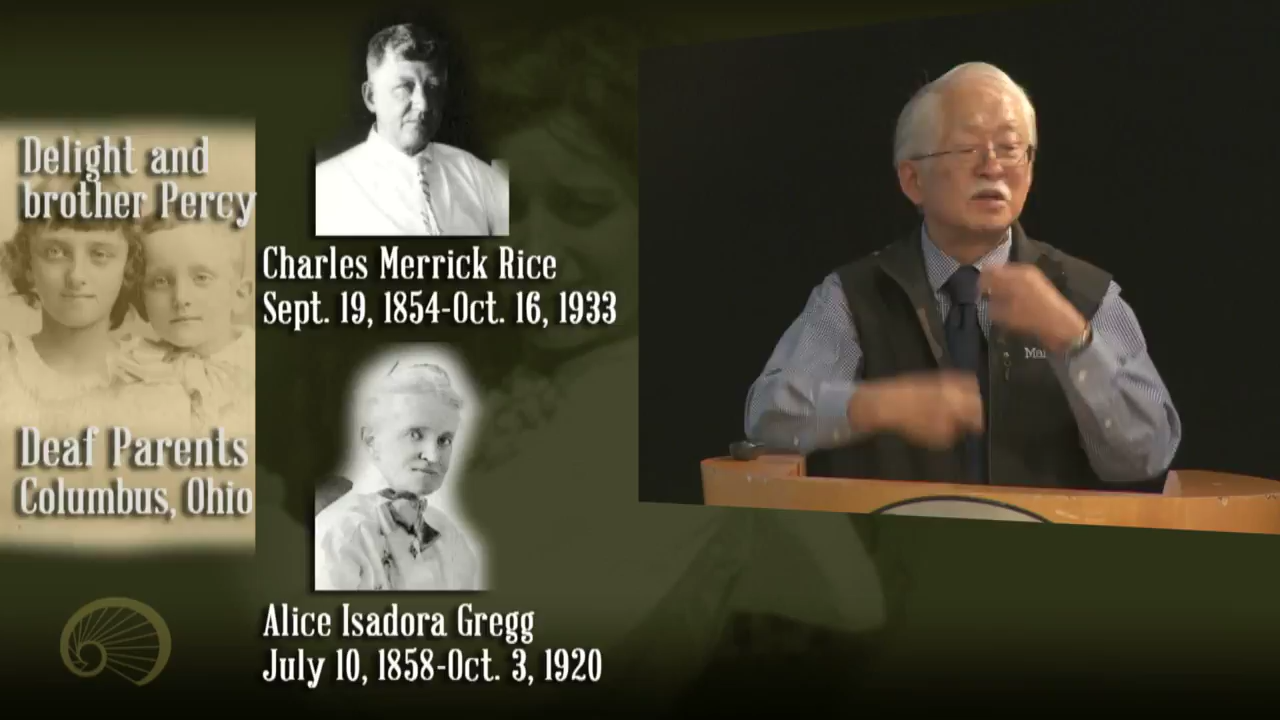 Delight and
brother Percy
Deaf Parents
Columbus, Ohio
Charles Merrick Rice
Sept. 19, 1854-Oct. 16, 1933
Alice Isadora Gregg
July 10, 1858-Oct. 3, 1920